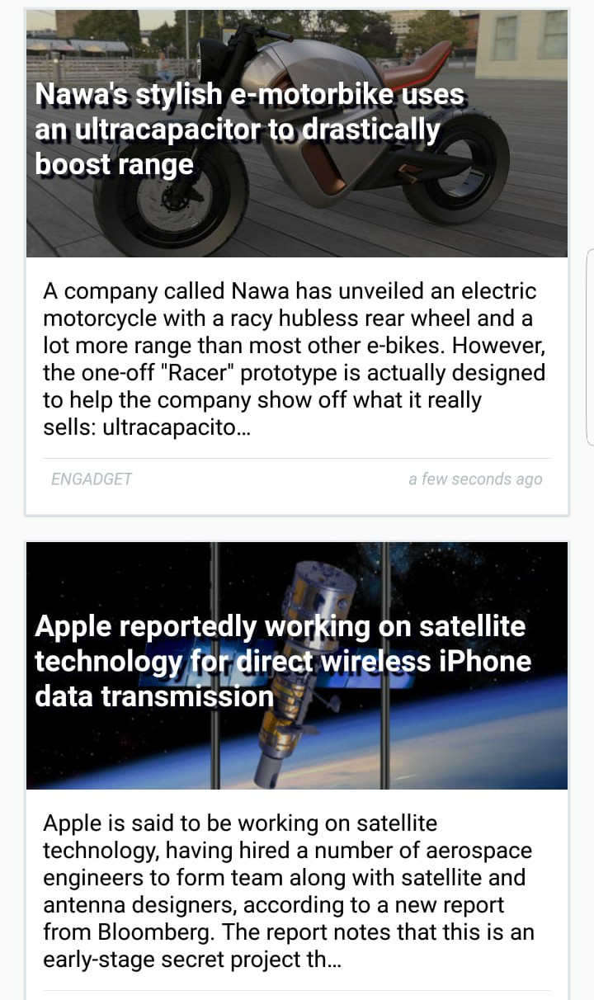 Nawa's stylish e-motorbike uses
an ultracapacitor to drastically
boost range
A company called Nawa has unveiled an electric
motorcycle with a racy hubless rear wheel and a
lot more range than most other e-bikes. However,
the one-off "Racer" prototype is actually designed
to help the company show off what it really
sells: ultracapacito...
ENGADGET a few seconds ago
Apple reportedly working on satellite
technology for direct wireless iPhone
data transmission
Apple is said to be working on satellite
technology, having hired a number of aerospace
engineers to form team along with satellite and
antenna designers, according to a new report
from Bloomberg. The report notes that this is an
early-stage secret project th...